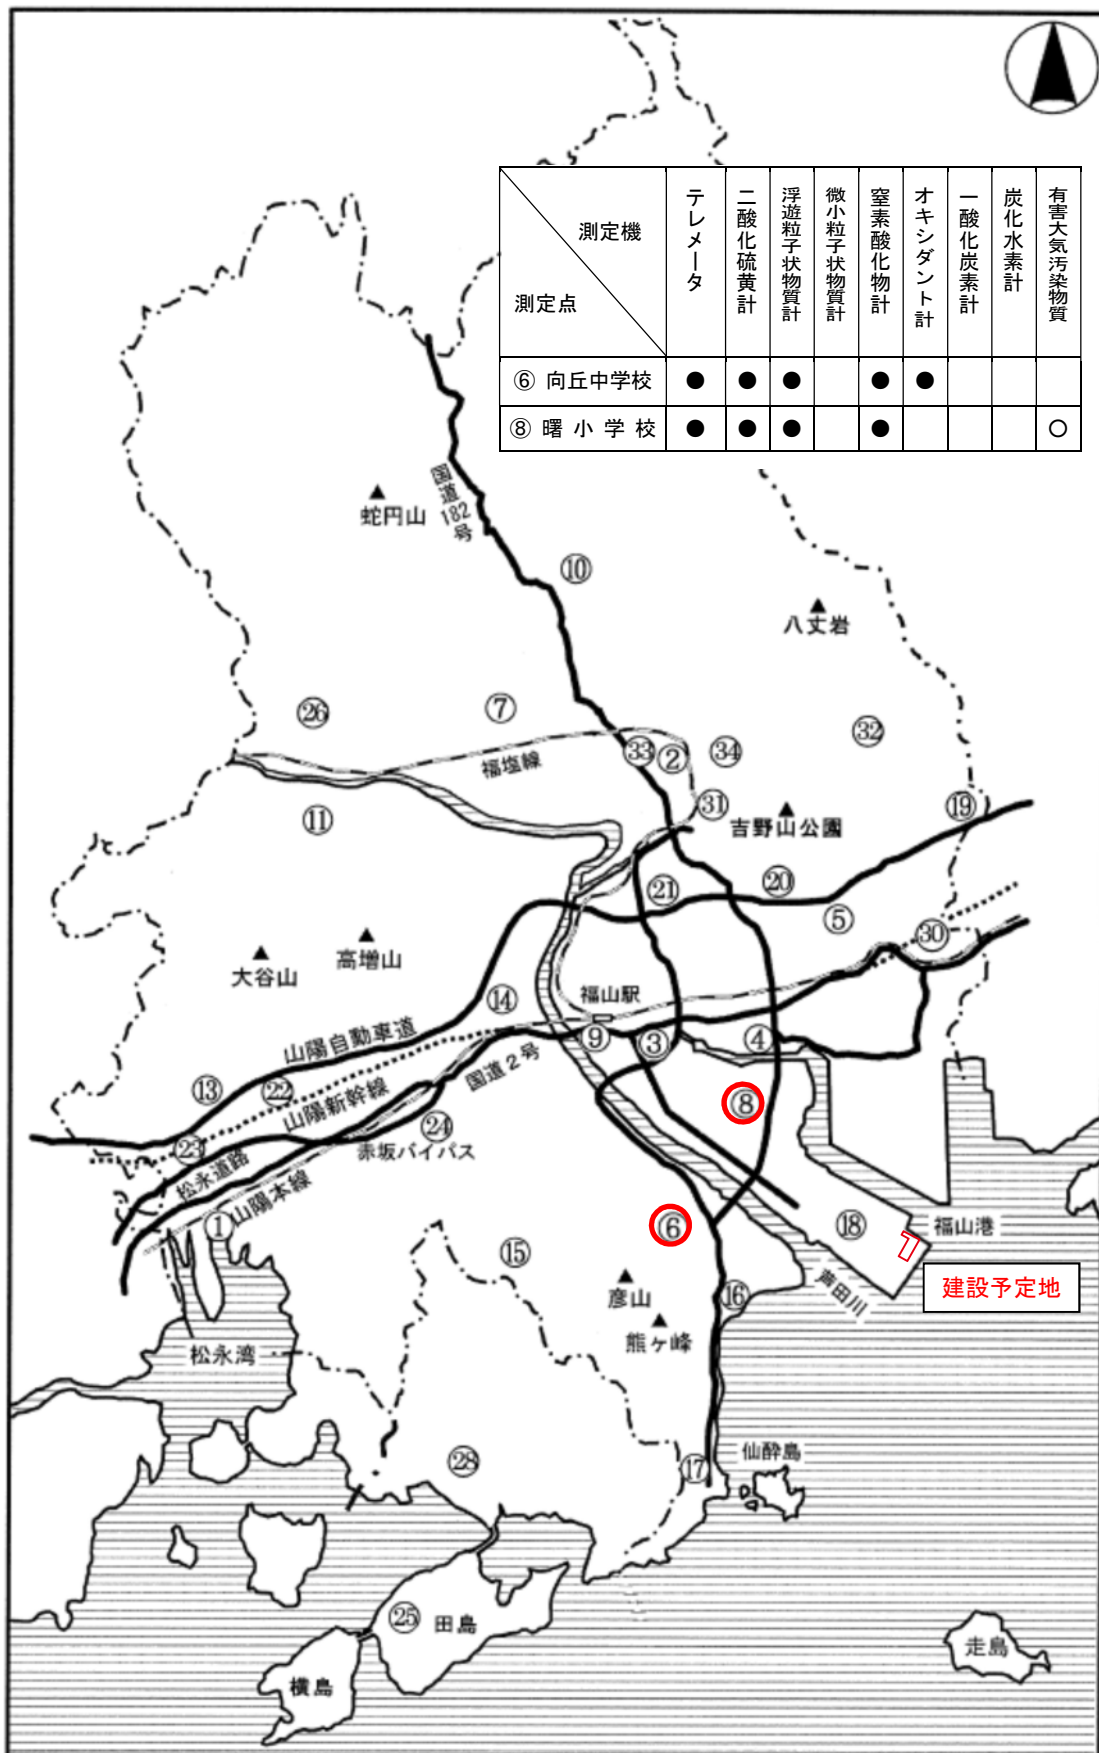 測定機
測定点
テレメータ
二酸化硫黄計
浮遊粒子状物質計
微小粒子状物質計
窒素酸化物計
オキシダント計
一酸化炭素計
炭化水素計
有害大気汚染物質
⑥ 向丘中学校 ● ● ● ● ●
⑧ 曙小学校 ● ● ● ● ○
国道182号
蛇円山
⑩
八丈岩
㉖
⑦
㉜
福塩線
㉝
②
㉞
⑪
㉛
吉野山公園
⑲
㉑
⑳
⑤
㉚
大谷山
高増山
⑭
福山駅
⑨
③
④
山陽自動車道
国道2号
⑬
㉒
山陽新幹線
⑧
㉓
㉔
赤坂バイパス
松永道路
山陽本線
①
⑥
⑱
福山港
⑮
芦田川
建設予定地
彦山
⑯
熊ヶ峰
松永湾
㉘
⑰
仙酔島
㉕
田島
走島
横島